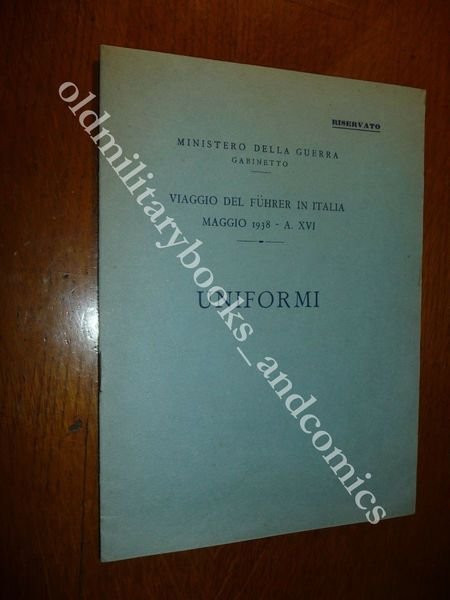 RISERVATO
MINISTERO DELLA GUERRA
GABINETTO
VIAGGIO DEL FÜHRER IN ITALIA
MAGGIO 1938 - A. XVI
UNIFORMI
oldmilitarybooks_andcomics